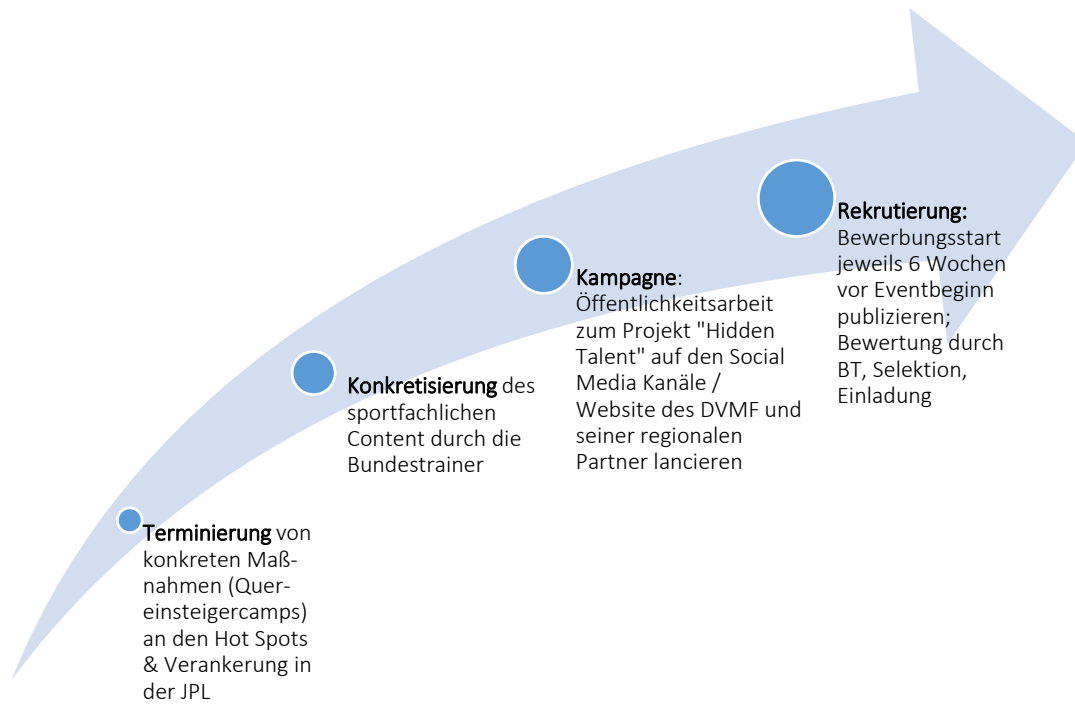 Terminierung von
konkreten Maß-
nahmen (Quer-
einsteigercamps)
an den Hot Spots
& Verankerung in
der JPL
Konkretisierung des
sportfachlichen
Content durch die
Bundestrainer
Kampagne:
Öffentlichkeitsarbeit
zum Projekt "Hidden
Talent" auf den Social
Media Kanäle /
Website des DVMF und
seiner regionalen
Partner lancieren
Rekrutierung:
Bewerbungsstart
jeweils 6 Wochen
vor Eventbeginn
publizieren;
Bewertung durch
BT, Selektion,
Einladung